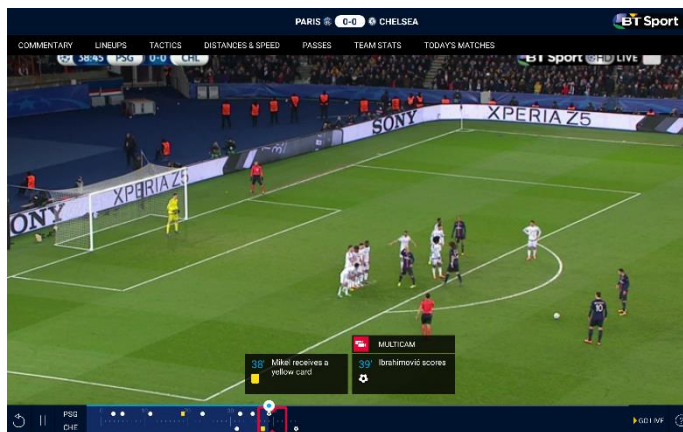 PARIS 0-0 CHELSEA
BT Sport
COMMENTARY LINEUPS TACTICS DISTANCES & SPEED PASSES TEAM STATS TODAY'S MATCHES
38:45 PSG 0-0 CHL
BT Sport HD LIVE
SONY XPERIA Z5
XPERIA Z5
ONY
10
MULTICAM
38' Mikel receives a
yellow card
39' Ibrahimović scores
PSG
CHE
GO LIVE